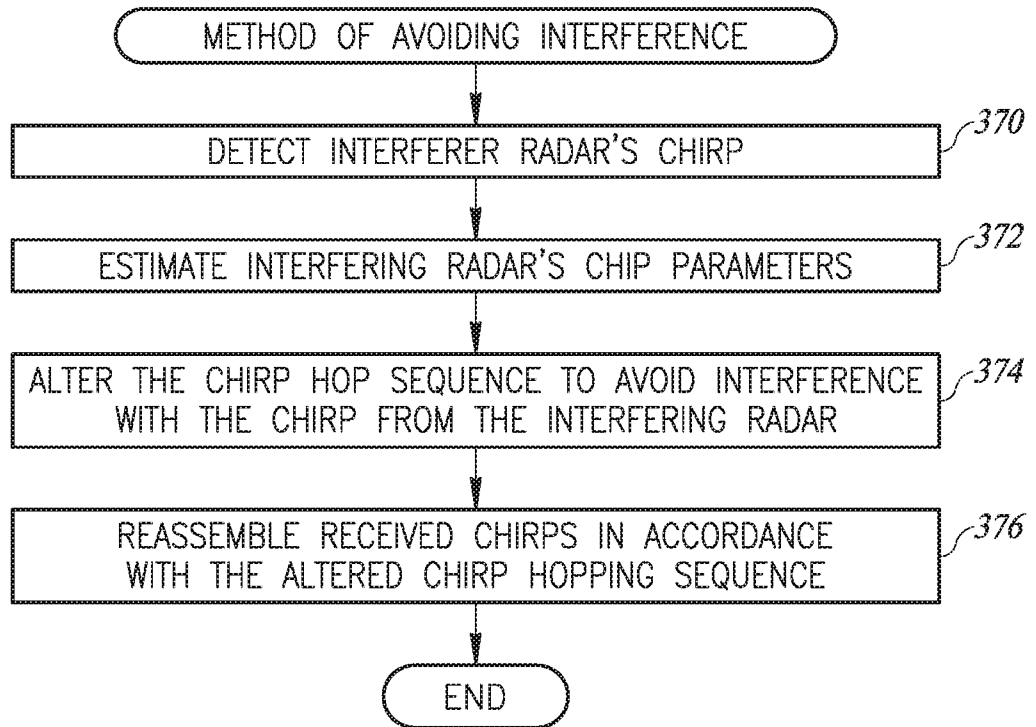 METHOD OF AVOIDING INTERFERENCE
370
DETECT INTERFERER RADAR'S CHIRP
372
ESTIMATE INTERFERING RADAR'S CHIP PARAMETERS
374
ALTER THE CHIRP HOP SEQUENCE TO AVOID INTERFERENCE
WITH THE CHIRP FROM THE INTERFERING RADAR
376
REASSEMBLE RECEIVED CHIRPS IN ACCORDANCE
WITH THE ALTERED CHIRP HOPPING SEQUENCE
END